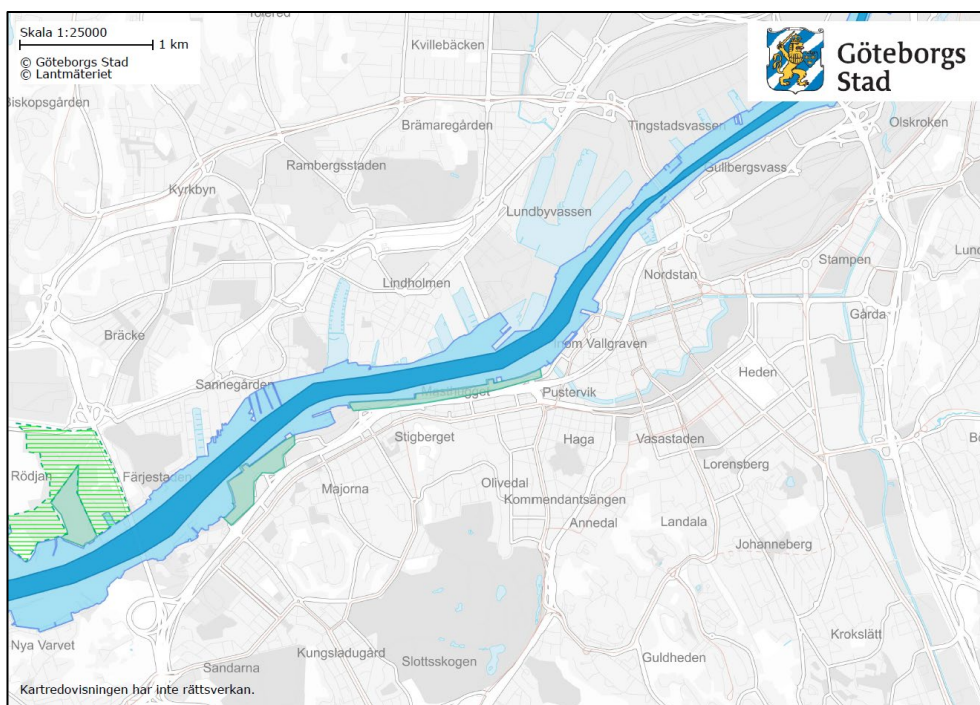 Skala 1:25000
1 km
© Göteborgs Stad
© Lantmäteriet
Göteborgs
Stad
Kvillebäcken
Biskopsgården
Brämaregården
Tingstadsvassen
Olskroken
Rambergsstaden
Gullbergsvass
Kyrkbyn
Lundbyvassen
Stampen
Lindholmen
Nordstan
Gårda
Bräcke
Inom Vallgraven
Heden
Sannegården
Masthugget
Pustervik
Stigberget
Haga
Vasastaden
Lorensberg
Rödjan
Färjestaden
Majorna
Olivedal
Kommendantsängen
Annedal
Landala
Johanneberg
Nya Varvet
Sandarna
Kungsladugård
Slottsskogen
Guldheden
Krokslätt
Kartredovisningen har inte rättsverkan.